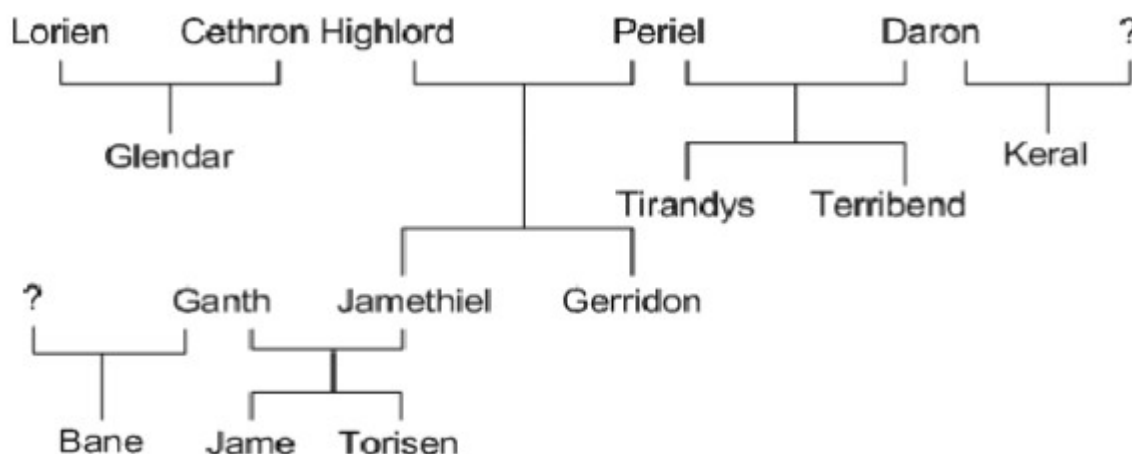 Lorien Cethron Highlord Periel Daron ?
Glendar Keral
Tirandys Terribend
? Ganth Jamethiel Gerridon
Bane Jame Torisen